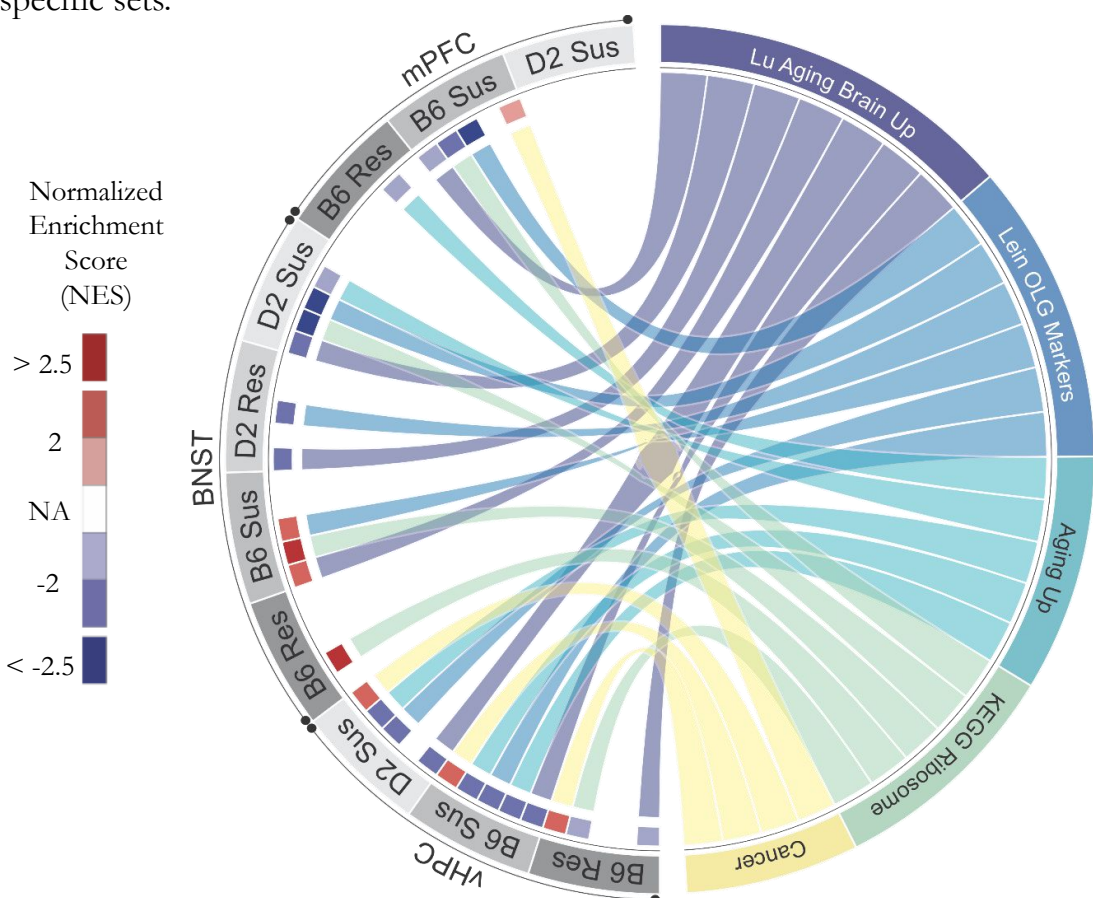 specific sets.
Normalized
Enrichment
Score
(NES)
> 2.5
2
NA
-2
< -2.5
mPFC
D2 Sus
B6 Sus
B6 Res
BNST
D2 Sus
D2 Res
B6 Sus
B6 Res
vHPC
D2 Sus
B6 Sus
B6 Res
Lu Aging Brain Up
Lein OLG Markers
Aging Up
KEGG Ribosome
Cancer